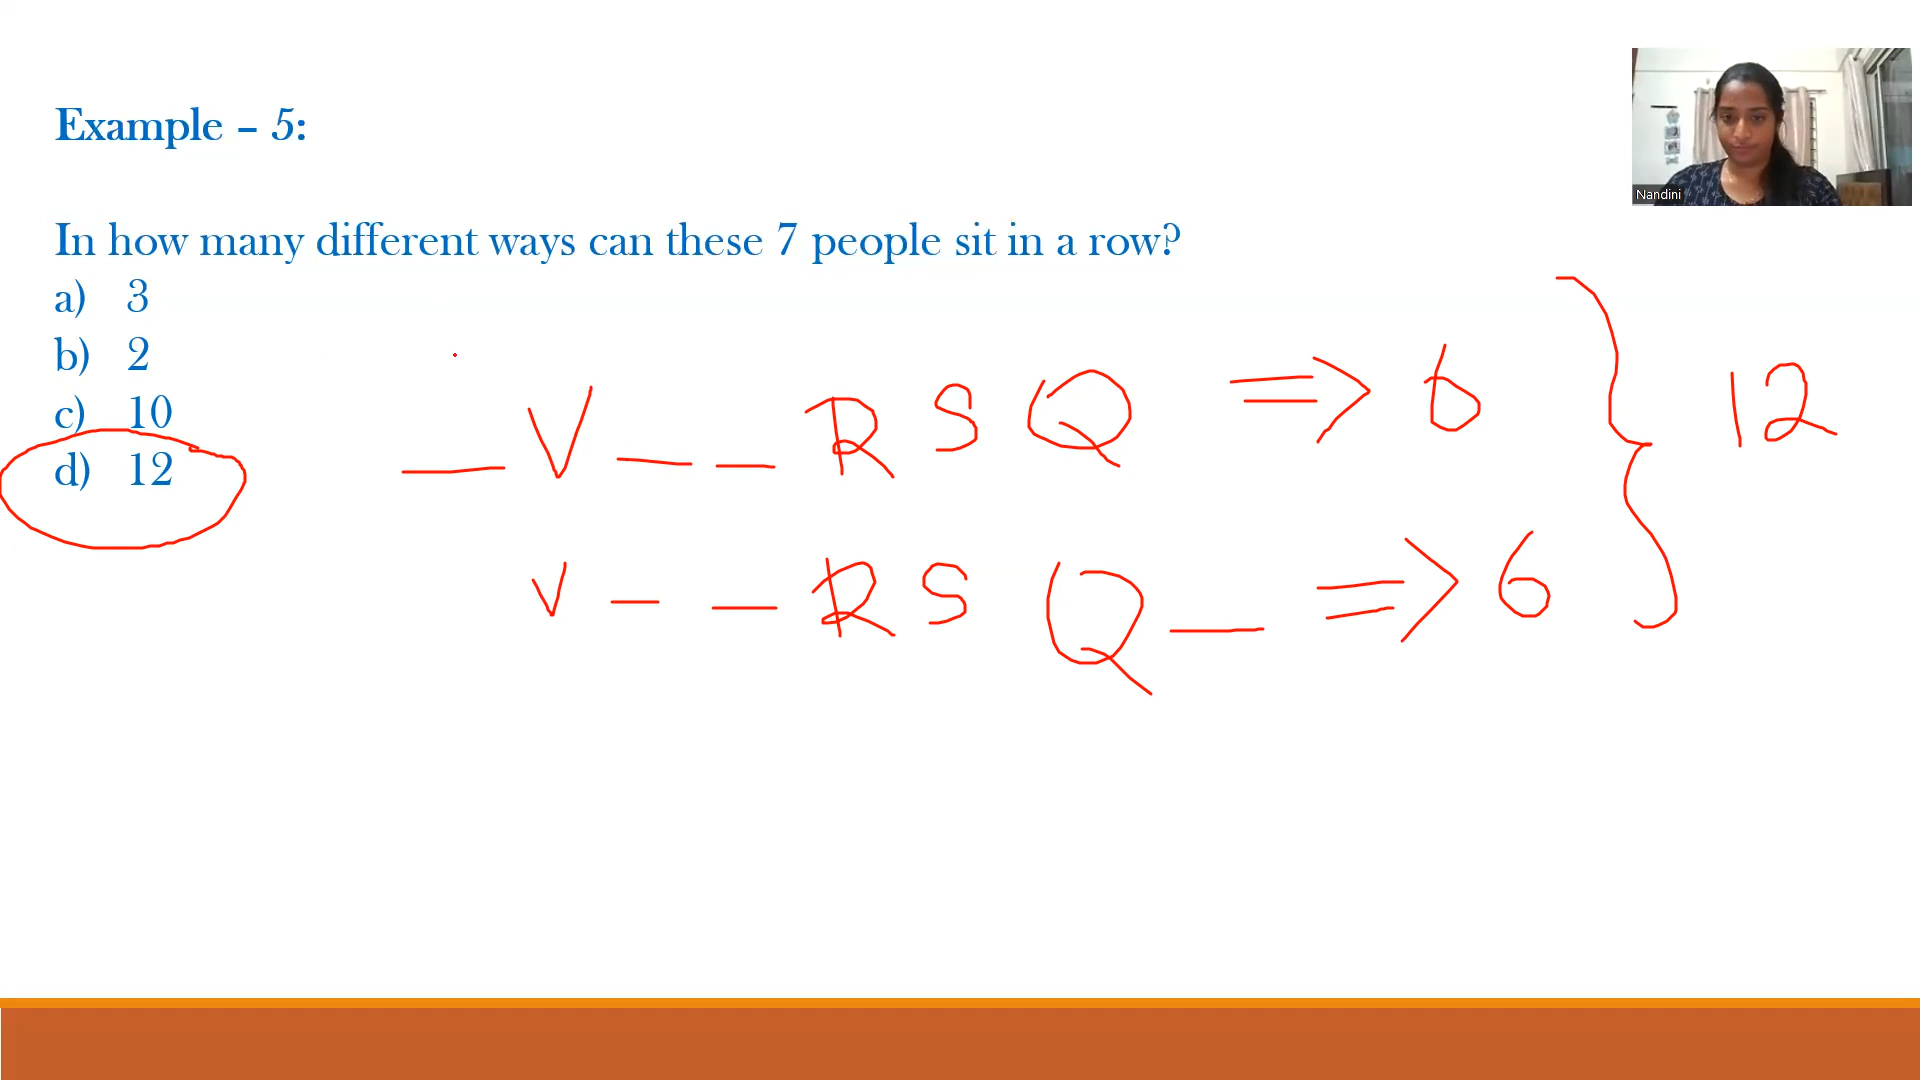 Example – 5:
Nandini
In how many different ways can these 7 people sit in a row?
a) 3
b) 2
c) 10
d) 12
_ V _ _ R S Q ⇒ 6
V _ _ R S Q _ ⇒ 6
} 12